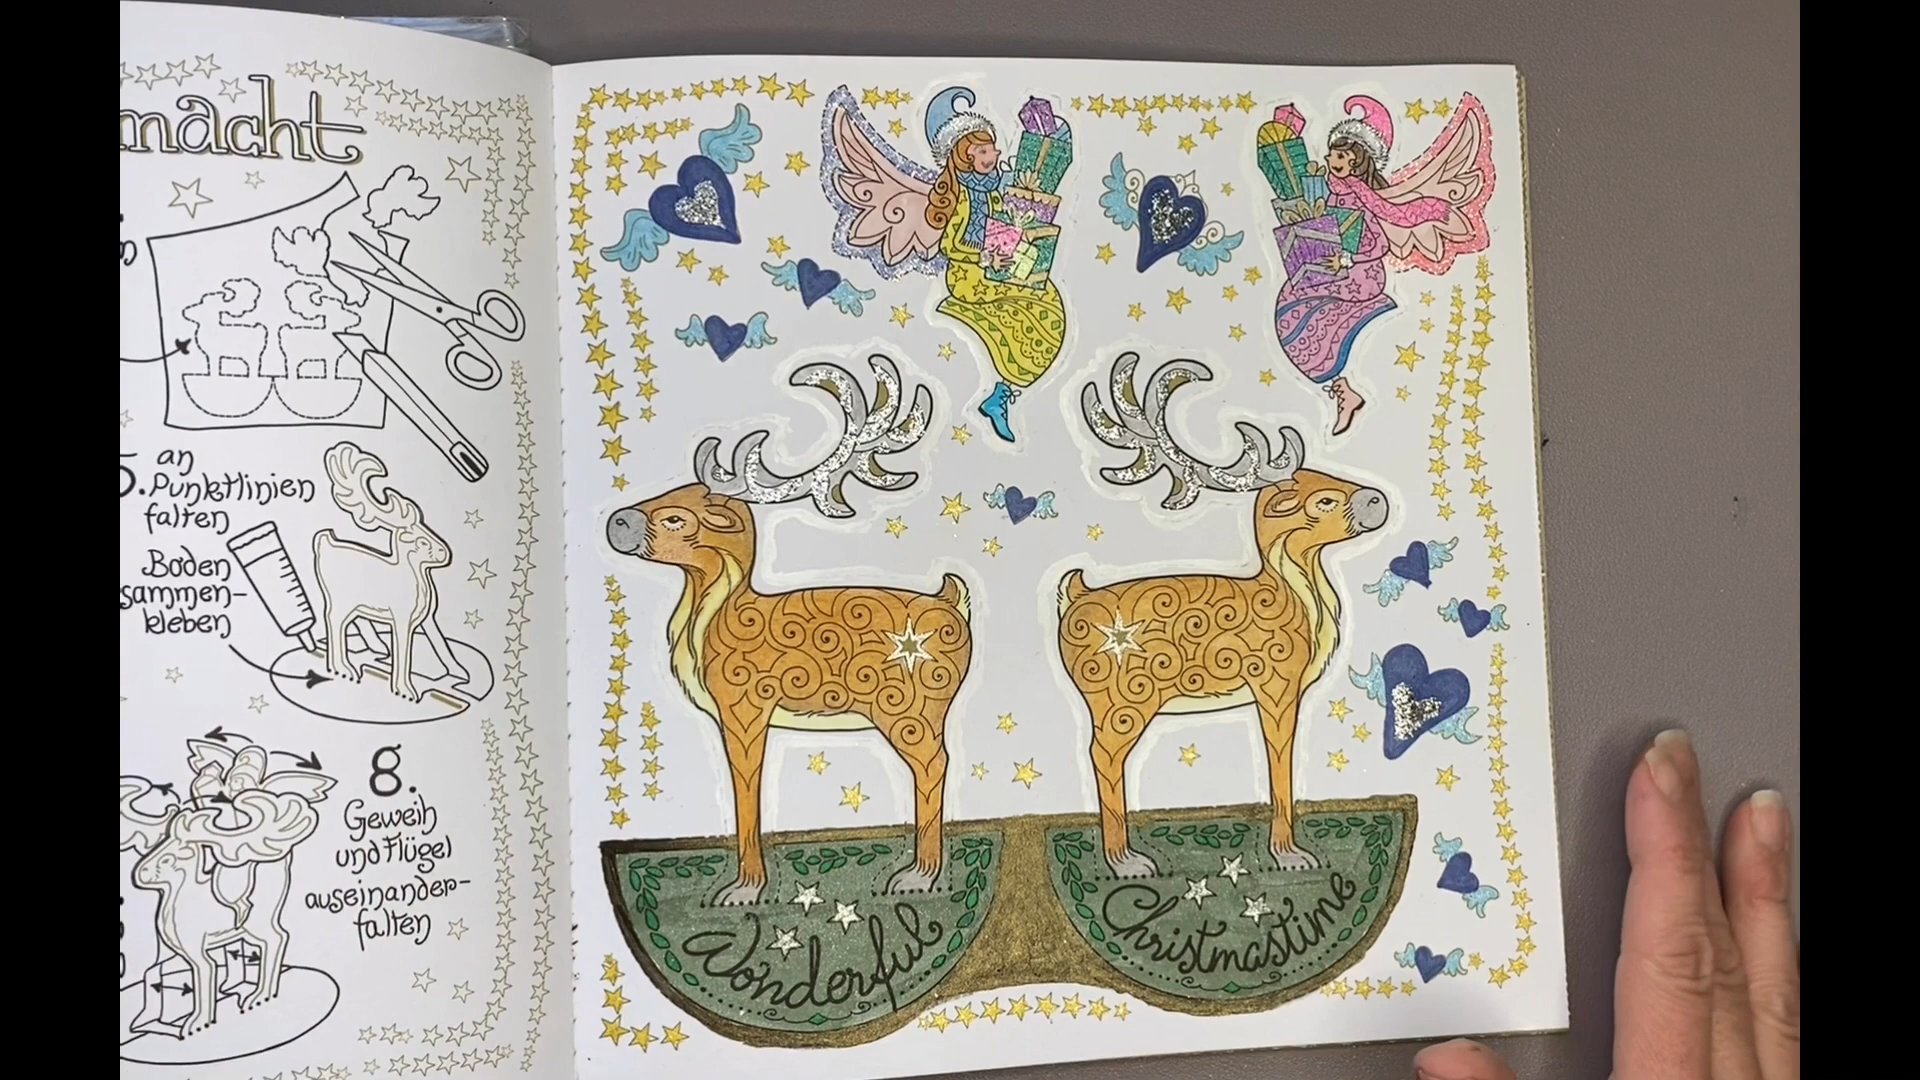 macht
5. an
Punktlinien
falten
Boden
sammen-
kleben
8.
Geweih
und Flügel
auseinander-
falten
Wonderful
Christmastime